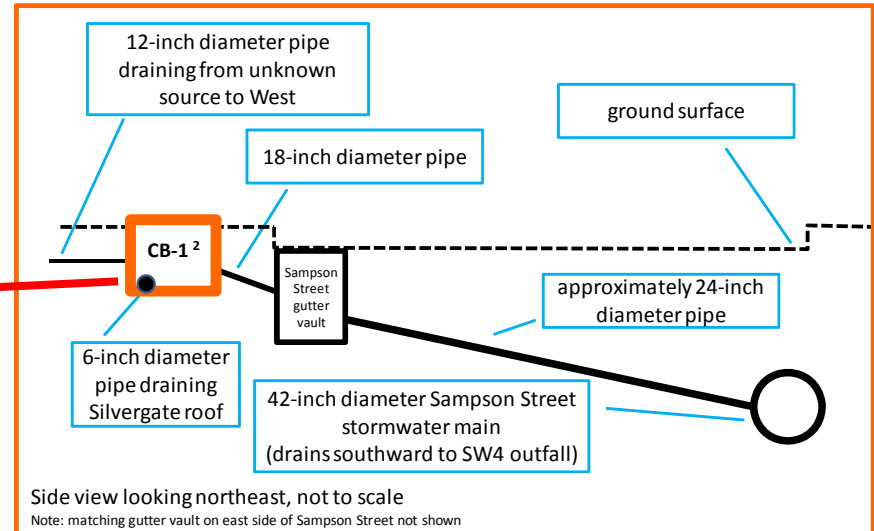 12-inch diameter pipe
draining from unknown
source to West
ground surface
18-inch diameter pipe
CB-1 ²
Sampson
Street
gutter
vault
approximately 24-inch
diameter pipe
6-inch diameter
pipe draining
Silvergate roof
42-inch diameter Sampson Street
stormwater main
(drains southward to SW4 outfall)
Side view looking northeast, not to scale
Note: matching gutter vault on east side of Sampson Street not shown